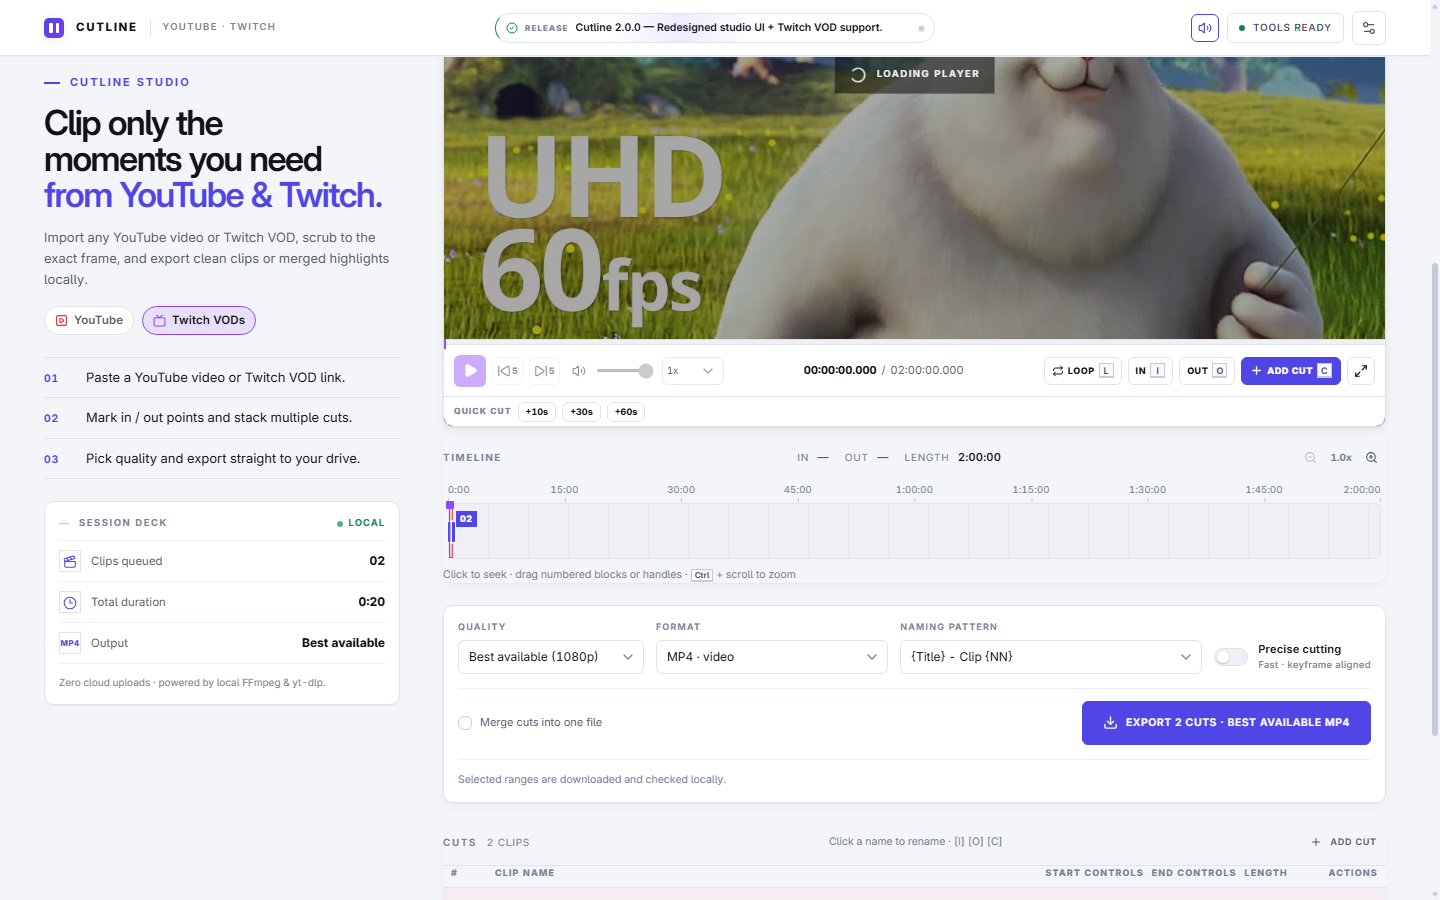 CUTLINE
YOUTUBE · TWITCH
RELEASE Cutline 2.0.0 — Redesigned studio UI + Twitch VOD support.
TOOLS READY
CUTLINE STUDIO
Clip only the
moments you need
from YouTube & Twitch.
Import any YouTube video or Twitch VOD, scrub to the
exact frame, and export clean clips or merged highlights
locally.
YouTube
Twitch VODs
01 Paste a YouTube video or Twitch VOD link.
02 Mark in / out points and stack multiple cuts.
03 Pick quality and export straight to your drive.
SESSION DECK
LOCAL
Clips queued 02
Total duration 0:20
MP4 Output Best available
Zero cloud uploads · powered by local FFmpeg & yt-dlp.
LOADING PLAYER
UHD
60fps
5 5 1x 00:00:00.000 / 02:00:00.000 LOOP L IN I OUT O ADD CUT C
QUICK CUT +10s +30s +60s
TIMELINE IN — OUT — LENGTH 2:00:00 1.0x
0:00 15:00 30:00 45:00 1:00:00 1:15:00 1:30:00 1:45:00 2:00:00
02
Click to seek · drag numbered blocks or handles · Ctrl + scroll to zoom
QUALITY FORMAT NAMING PATTERN
Best available (1080p) MP4 · video {Title} - Clip {NN}
Precise cutting
Fast · keyframe aligned
Merge cuts into one file
EXPORT 2 CUTS · BEST AVAILABLE MP4
Selected ranges are downloaded and checked locally.
CUTS 2 CLIPS Click a name to rename · [I] [O] [C] ADD CUT
# CLIP NAME START CONTROLS END CONTROLS LENGTH ACTIONS